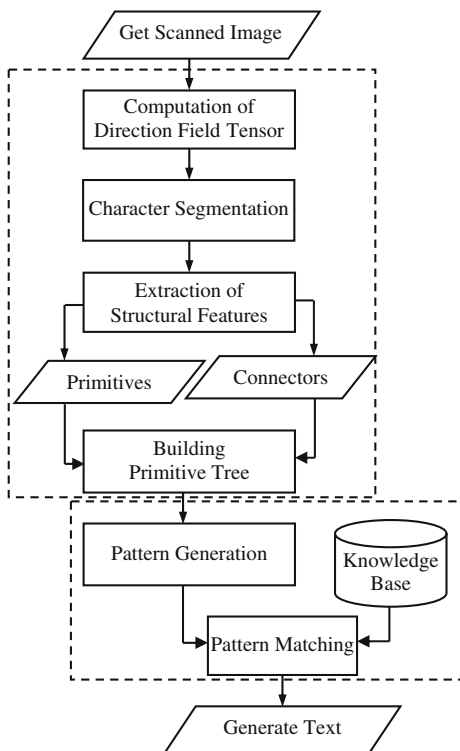 Get Scanned Image
Computation of
Direction Field Tensor
Character Segmentation
Extraction of
Structural Features
Primitives
Connectors
Building
Primitive Tree
Pattern Generation
Knowledge
Base
Pattern Matching
Generate Text